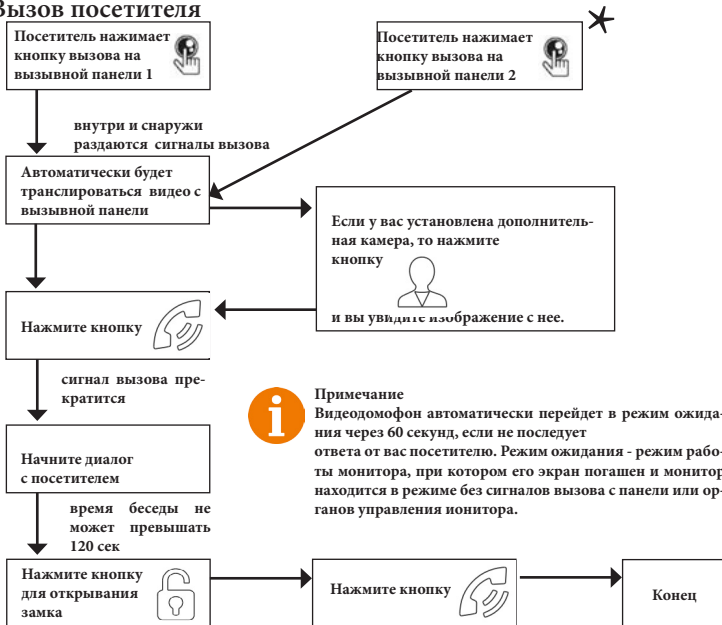 Вызов посетителя
Посетитель нажимает
кнопку вызова на
вызывной панели 1
Посетитель нажимает
кнопку вызова на
вызывной панели 2
внутри и снаружи
раздаются сигналы вызова
Автоматически будет
транслироваться видео с
вызывной панели
Если у вас установлена дополнитель-
ная камера, то нажмите
кнопку
и вы увидите изображение с нее.
Нажмите кнопку
сигнал вызова пре-
кратится
Примечание
Видеодомофон автоматически перейдет в режим ожида-
ния через 60 секунд, если не последует
ответа от вас посетителю. Режим ожидания - режим рабо-
ты монитора, при котором его экран погашен и монитор
находится в режиме без сигналов вызова с панели или ор-
ганов управления ионитора.
Начните диалог
с посетителем
время беседы не
может превышать
120 сек
Нажмите кнопку
для открывания
замка
Нажмите кнопку
Конец